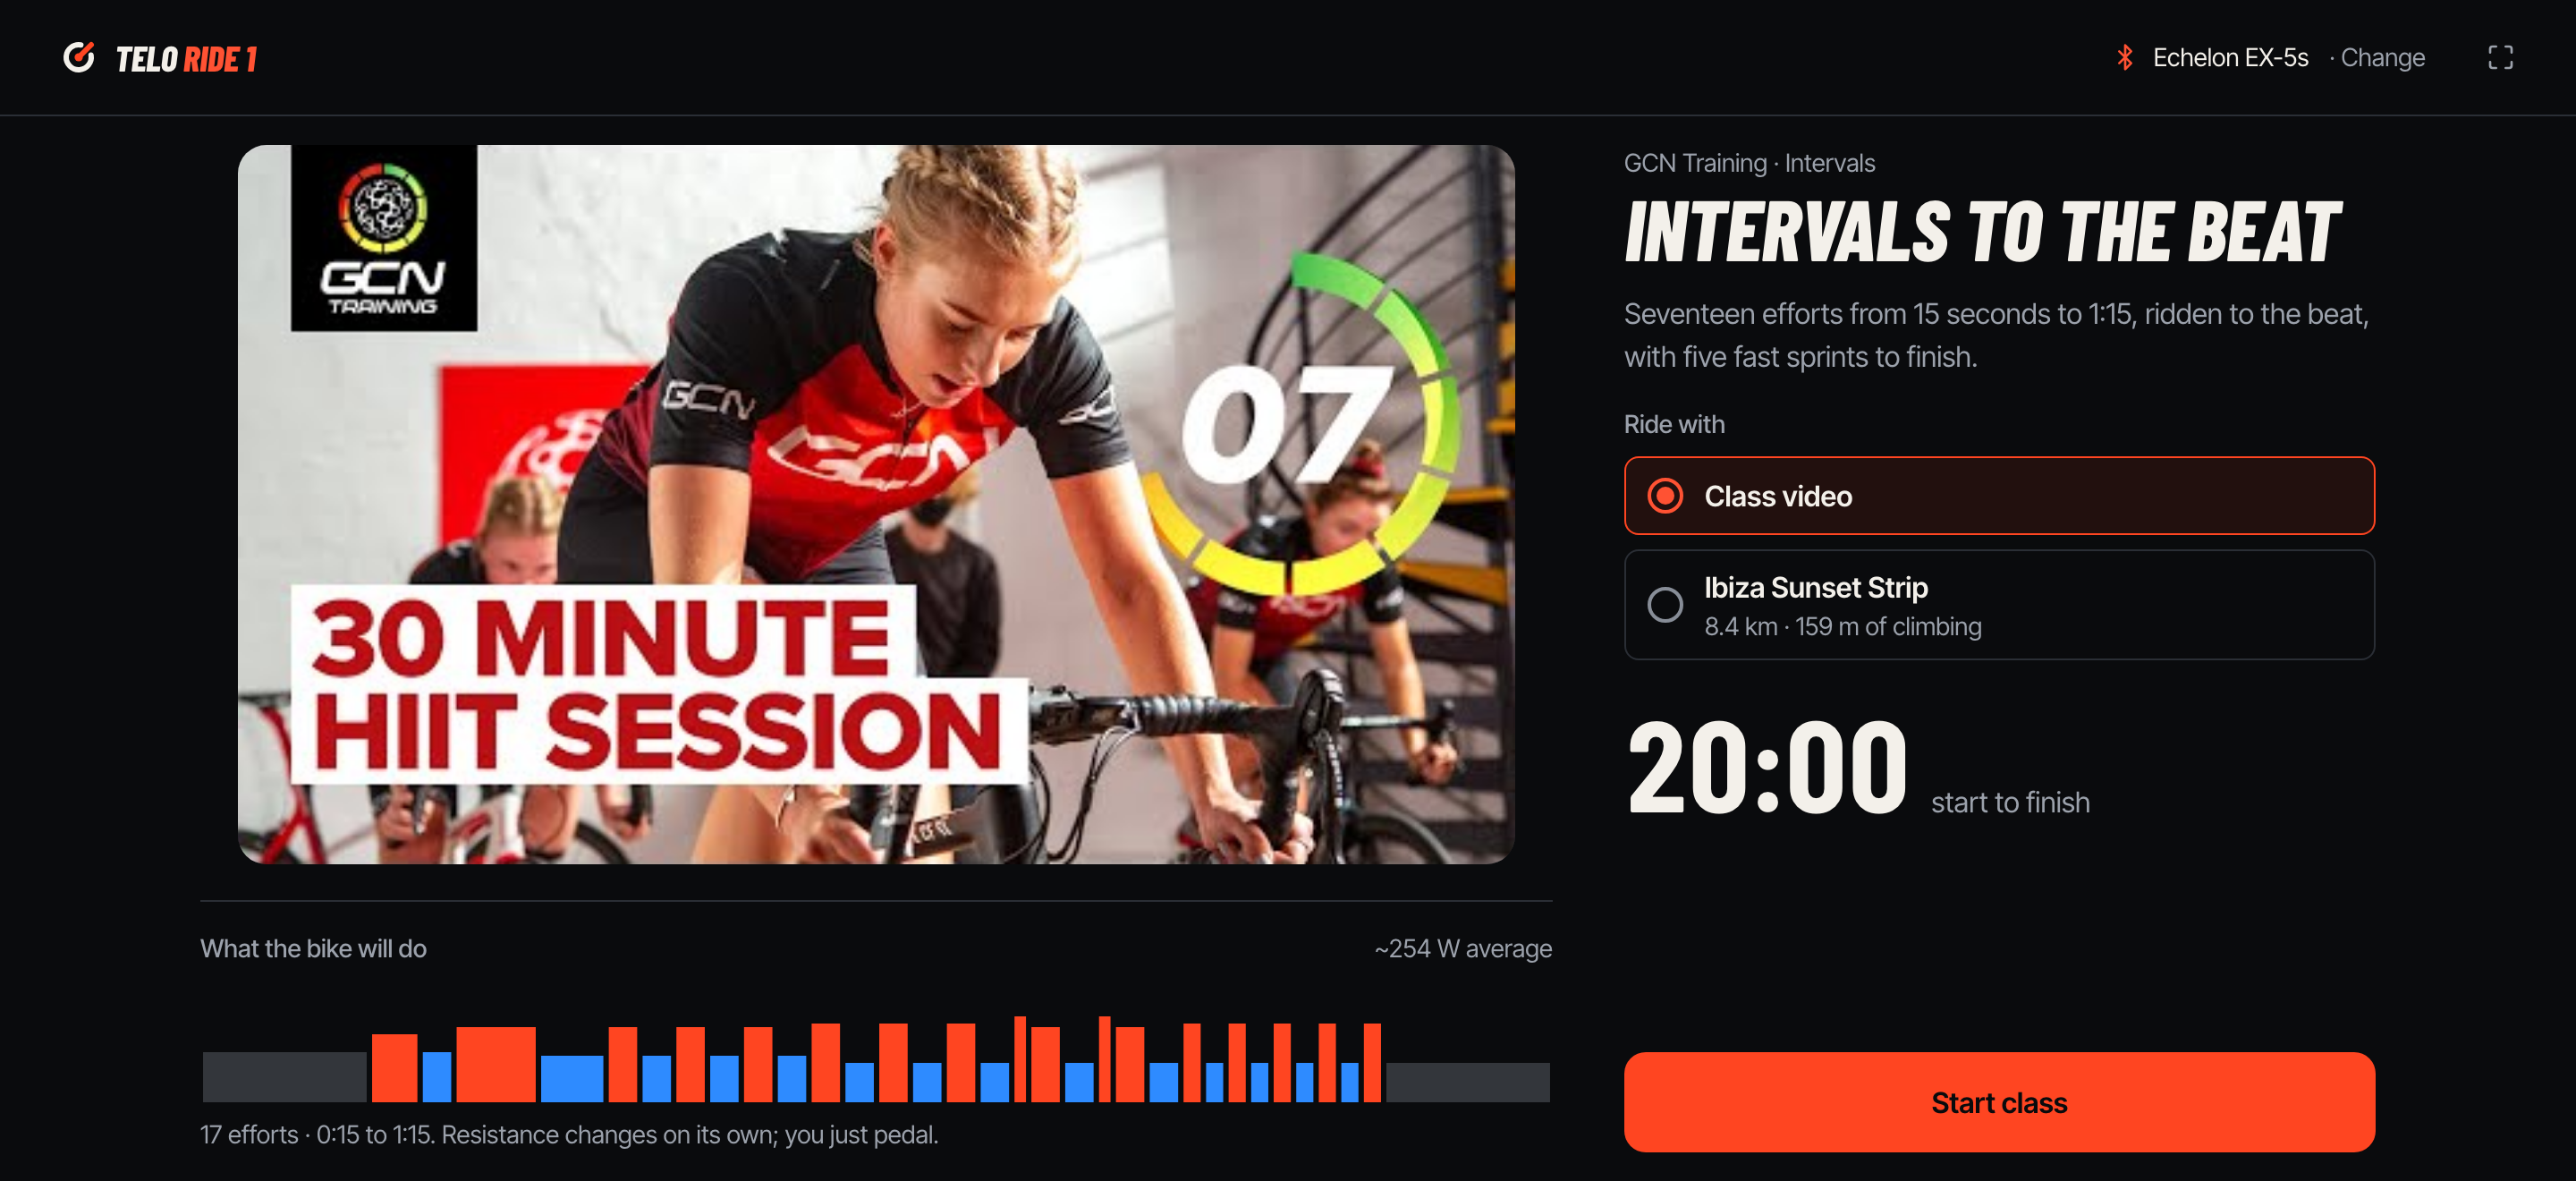 TELO RIDE 1
Echelon EX-5s · Change
GCN
TRAINING
GCN
GCN
07
30 MINUTE
HIIT SESSION
GCN Training · Intervals
INTERVALS TO THE BEAT
Seventeen efforts from 15 seconds to 1:15, ridden to the beat,
with five fast sprints to finish.
Ride with
Class video
Ibiza Sunset Strip
8.4 km · 159 m of climbing
20:00 start to finish
What the bike will do
~254 W average
17 efforts · 0:15 to 1:15. Resistance changes on its own; you just pedal.
Start class